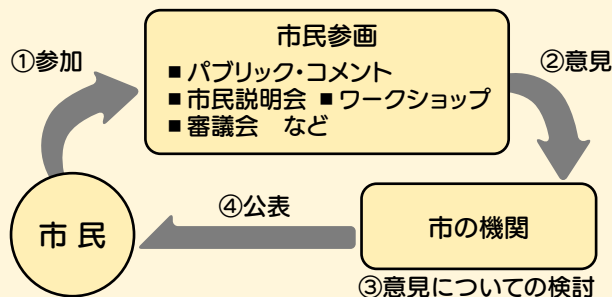 市民参画
①参加
②意見
■パブリック・コメント
■市民説明会 ■ワークショップ
■審議会　など
④公表
市民
市の機関
③意見についての検討